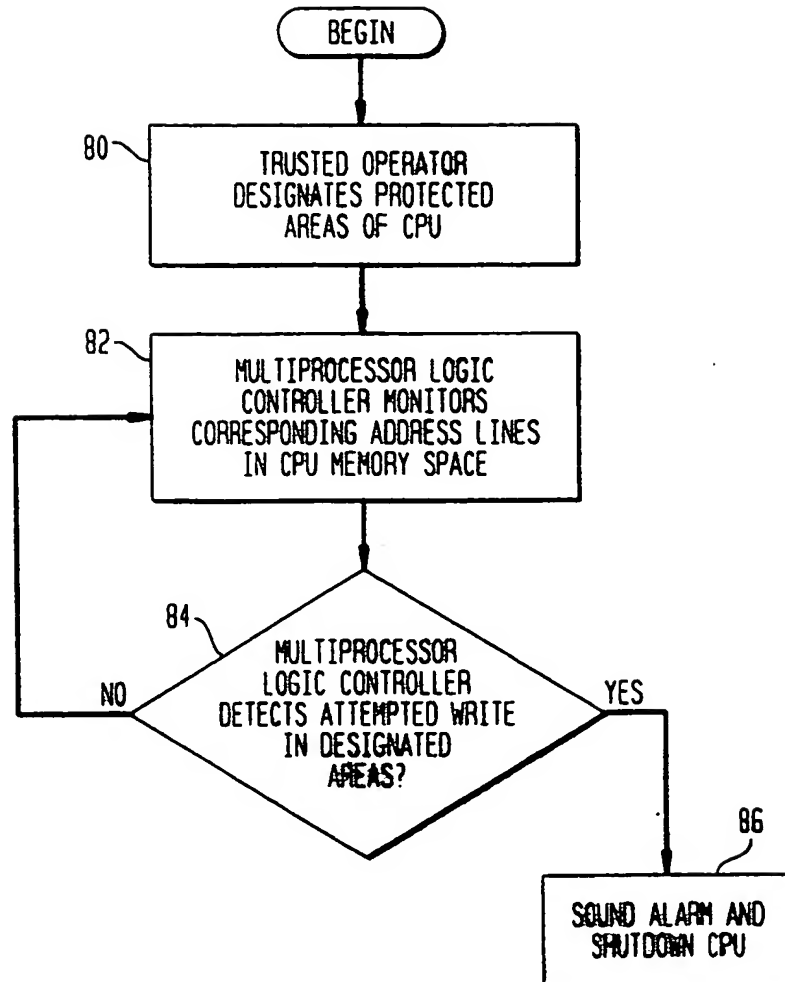 BEGIN
80
TRUSTED OPERATOR
DESIGNATES PROTECTED
AREAS OF CPU
82
MULTIPROCESSOR LOGIC
CONTROLLER MONITORS
CORRESPONDING ADDRESS LINES
IN CPU MEMORY SPACE
84
MULTIPROCESSOR
LOGIC CONTROLLER
DETECTS ATTEMPTED WRITE
IN DESIGNATED
AREAS?
NO
YES
86
SOUND ALARM AND
SHUTDOWN CPU